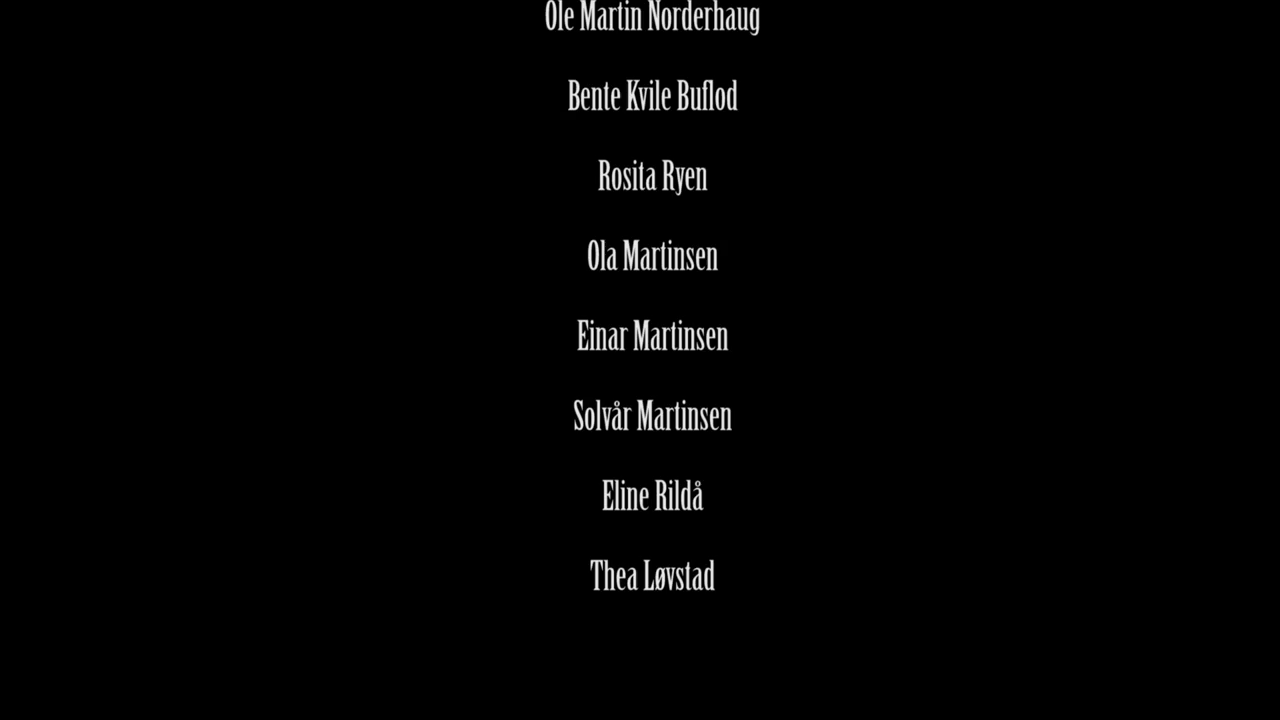 Ole Martin Norderhaug
Bente Kvile Buflod
Rosita Ryen
Ola Martinsen
Einar Martinsen
Solvår Martinsen
Eline Rildå
Thea Løvstad